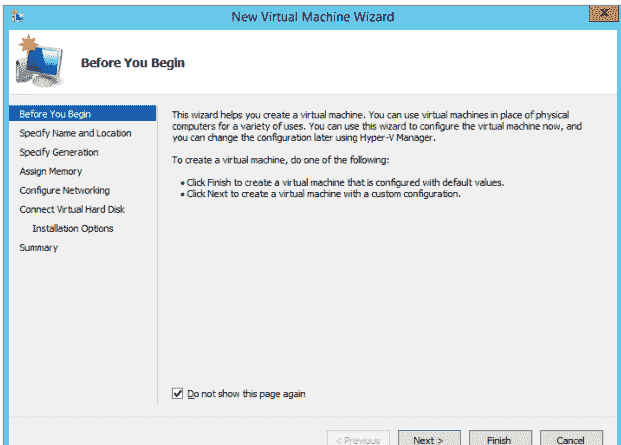 New Virtual Machine Wizard
Before You Begin
Before You Begin
Specify Name and Location
Specify Generation
Assign Memory
Configure Networking
Connect Virtual Hard Disk
Installation Options
Summary
This wizard helps you create a virtual machine. You can use virtual machines in place of physical
computers for a variety of uses. You can use this wizard to configure the virtual machine now, and
you can change the configuration later using Hyper-V Manager.
To create a virtual machine, do one of the following:
• Click Finish to create a virtual machine that is configured with default values.
• Click Next to create a virtual machine with a custom configuration.
Do not show this page again
< Previous Next > Finish Cancel